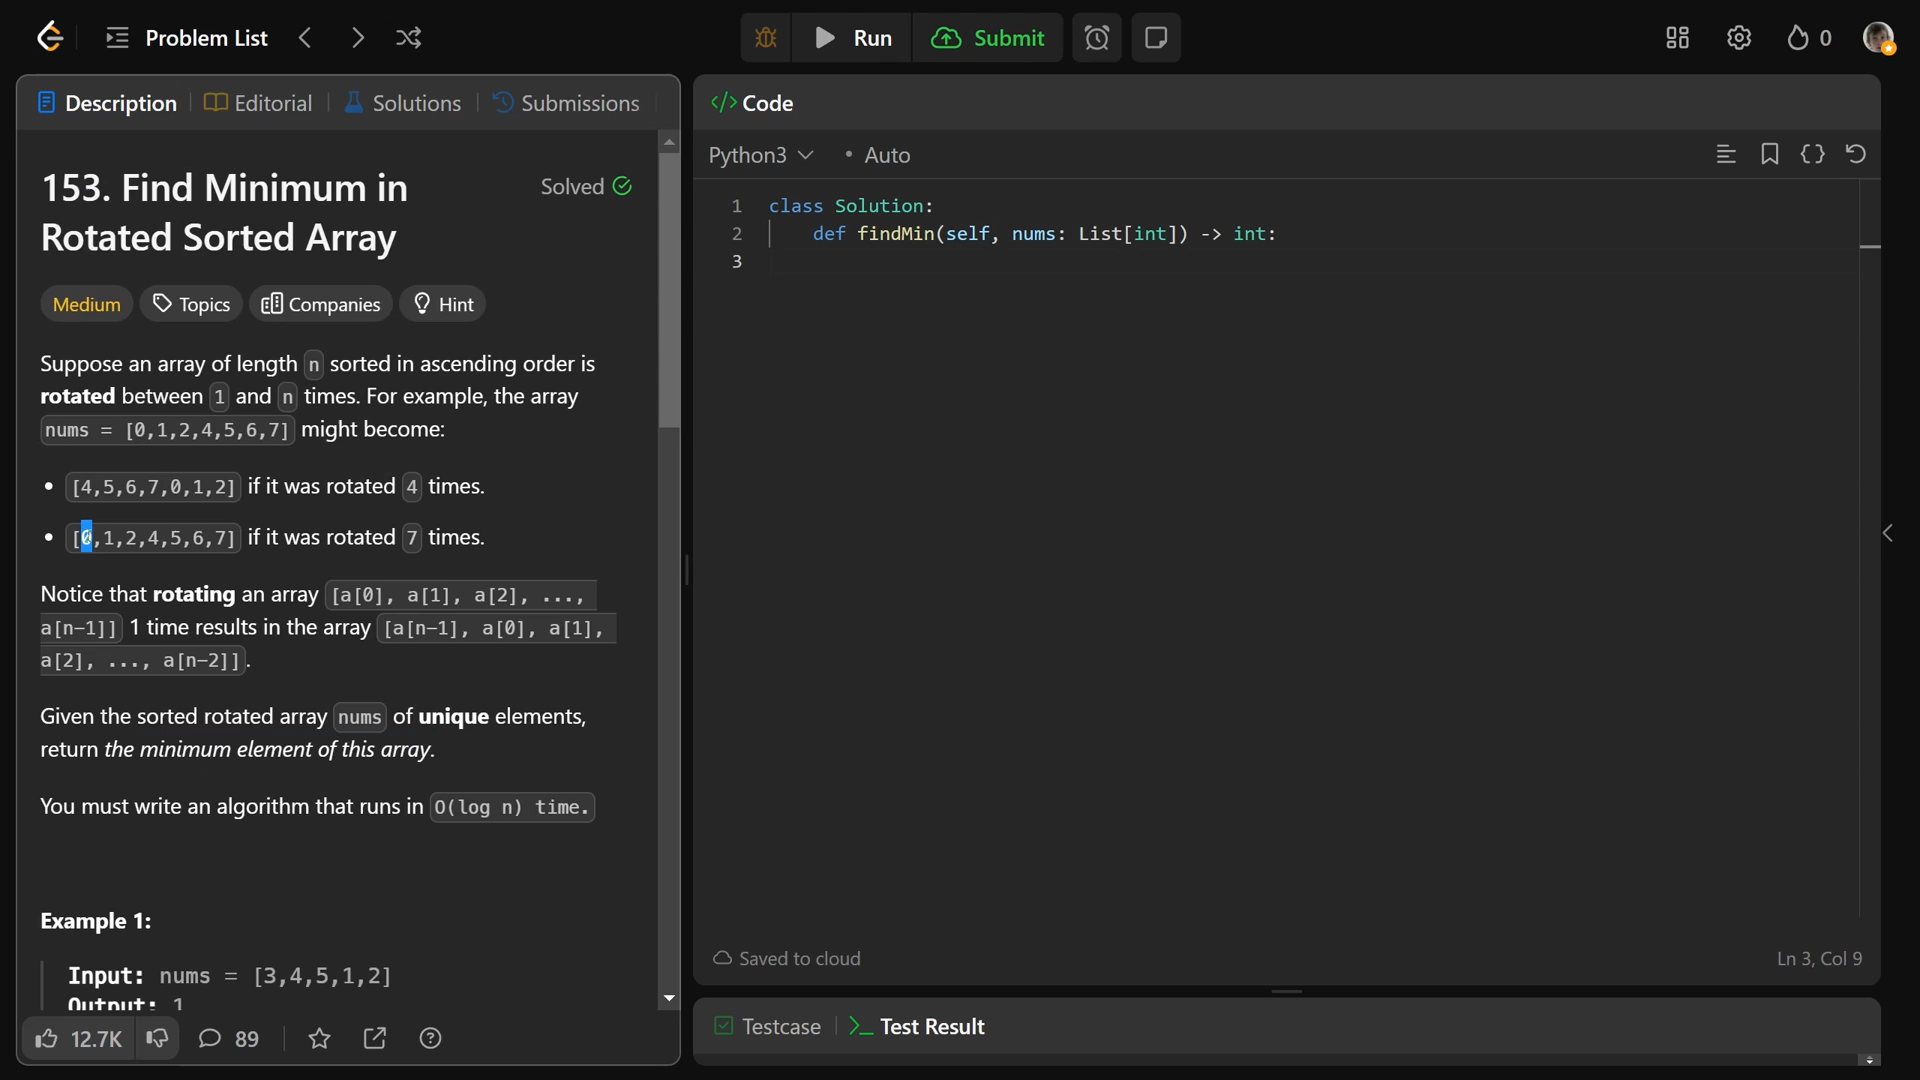 Problem List
Run
Submit
0
Description
Editorial
Solutions
Submissions
153. Find Minimum in
Rotated Sorted Array
Solved
Medium
Topics
Companies
Hint
Suppose an array of length n sorted in ascending order is
rotated between 1 and n times. For example, the array
nums = [0,1,2,4,5,6,7] might become:
• [4,5,6,7,0,1,2] if it was rotated 4 times.
• [0,1,2,4,5,6,7] if it was rotated 7 times.
Notice that rotating an array [a[0], a[1], a[2], ...,
a[n-1]] 1 time results in the array [a[n-1], a[0], a[1],
a[2], ..., a[n-2]].
Given the sorted rotated array nums of unique elements,
return the minimum element of this array.
You must write an algorithm that runs in O(log n) time.
Example 1:
Input: nums = [3,4,5,1,2]
Output: 1
12.7K
89
</> Code
Python3
• Auto
1 class Solution:
2 def findMin(self, nums: List[int]) -> int:
3
Saved to cloud
Ln 3, Col 9
Testcase
Test Result